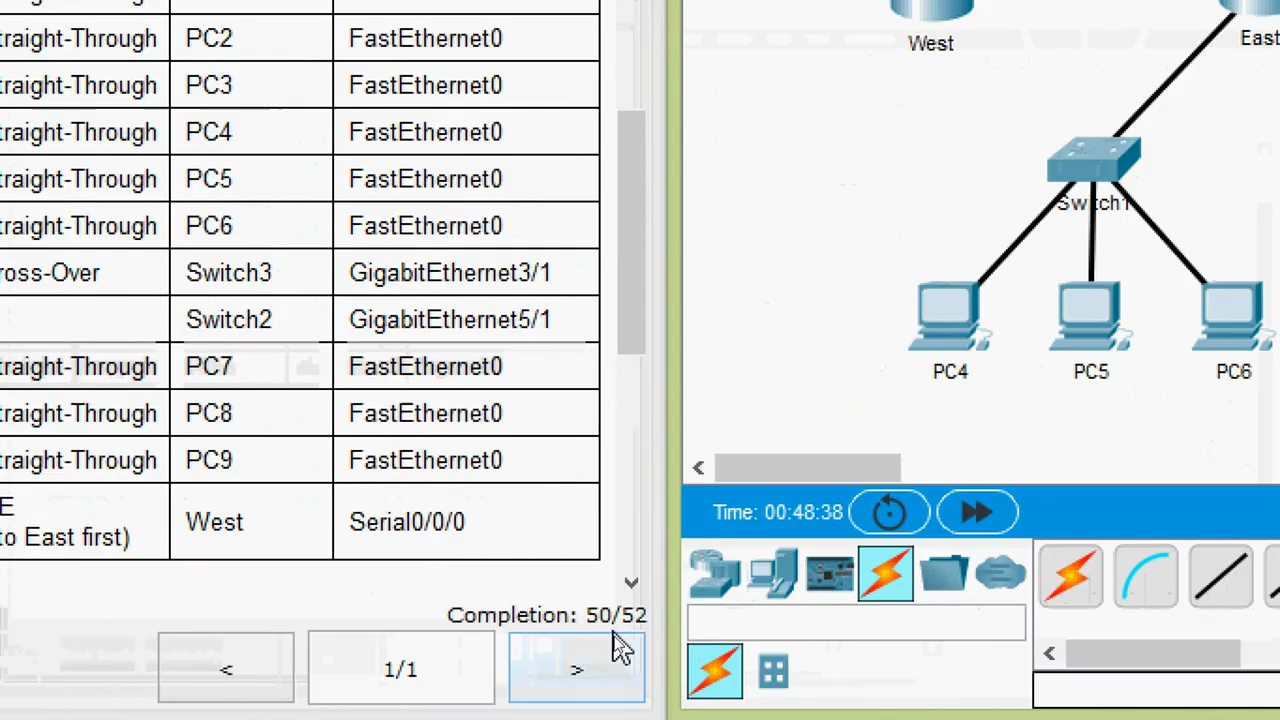 traight-Through PC2 FastEthernet0
traight-Through PC3 FastEthernet0
traight-Through PC4 FastEthernet0
traight-Through PC5 FastEthernet0
traight-Through PC6 FastEthernet0
ross-Over Switch3 GigabitEthernet3/1
Switch2 GigabitEthernet5/1
traight-Through PC7 FastEthernet0
traight-Through PC8 FastEthernet0
traight-Through PC9 FastEthernet0
E
to East first) West Serial0/0/0
Completion: 50/52
< 1/1 >
West
East
Switch1
PC4 PC5 PC6
<
Time: 00:48:38
<